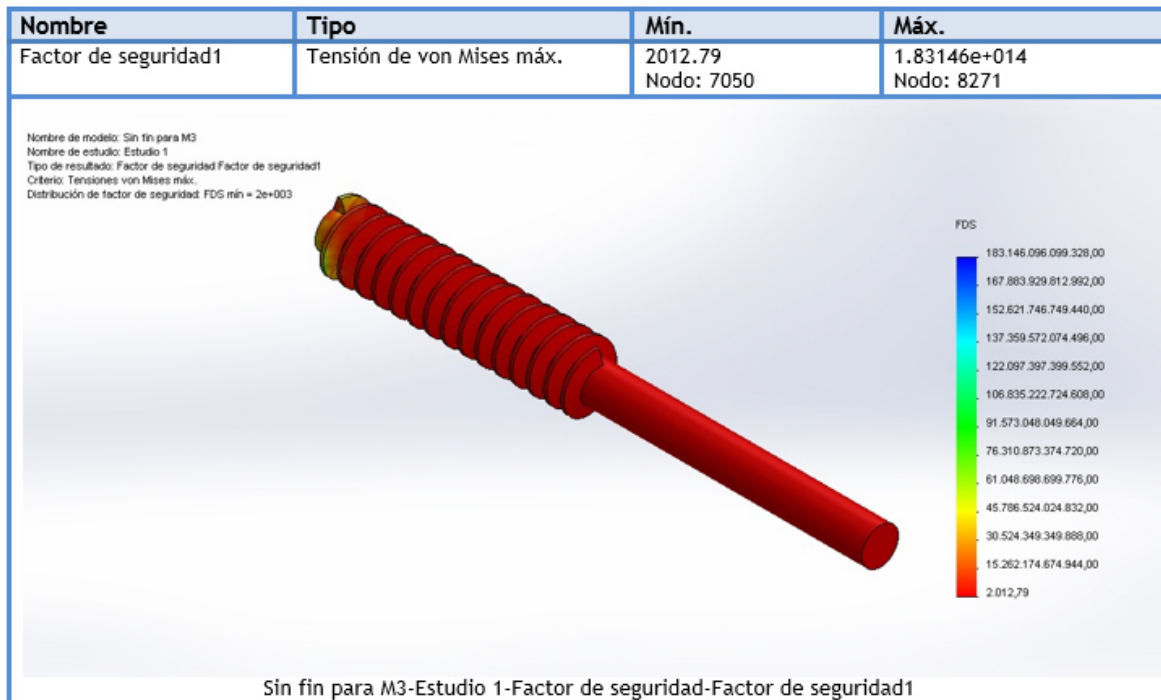 Nombre Tipo Mín. Máx.
Factor de seguridad1 Tensión de von Mises máx. 2012.79 1.83146e+014
Nodo: 7050 Nodo: 8271
Nombre de modelo: Sin fin para M3
Nombre de estudio: Estudio 1
Tipo de resultado: Factor de seguridad Factor de seguridad1
Criterio: Tensiones von Mises máx.
Distribución de factor de seguridad: FDS mín = 2e+003
FDS
183.146.096.099.328,00
167.883.929.812.992,00
152.621.746.749.440,00
137.359.572.074.496,00
122.097.397.399.552,00
106.835.222.724.608,00
91.573.048.049.664,00
76.310.873.374.720,00
61.048.698.699.776,00
45.786.524.024.832,00
30.524.349.349.888,00
15.262.174.674.944,00
2.012,79
Sin fin para M3-Estudio 1-Factor de seguridad-Factor de seguridad1